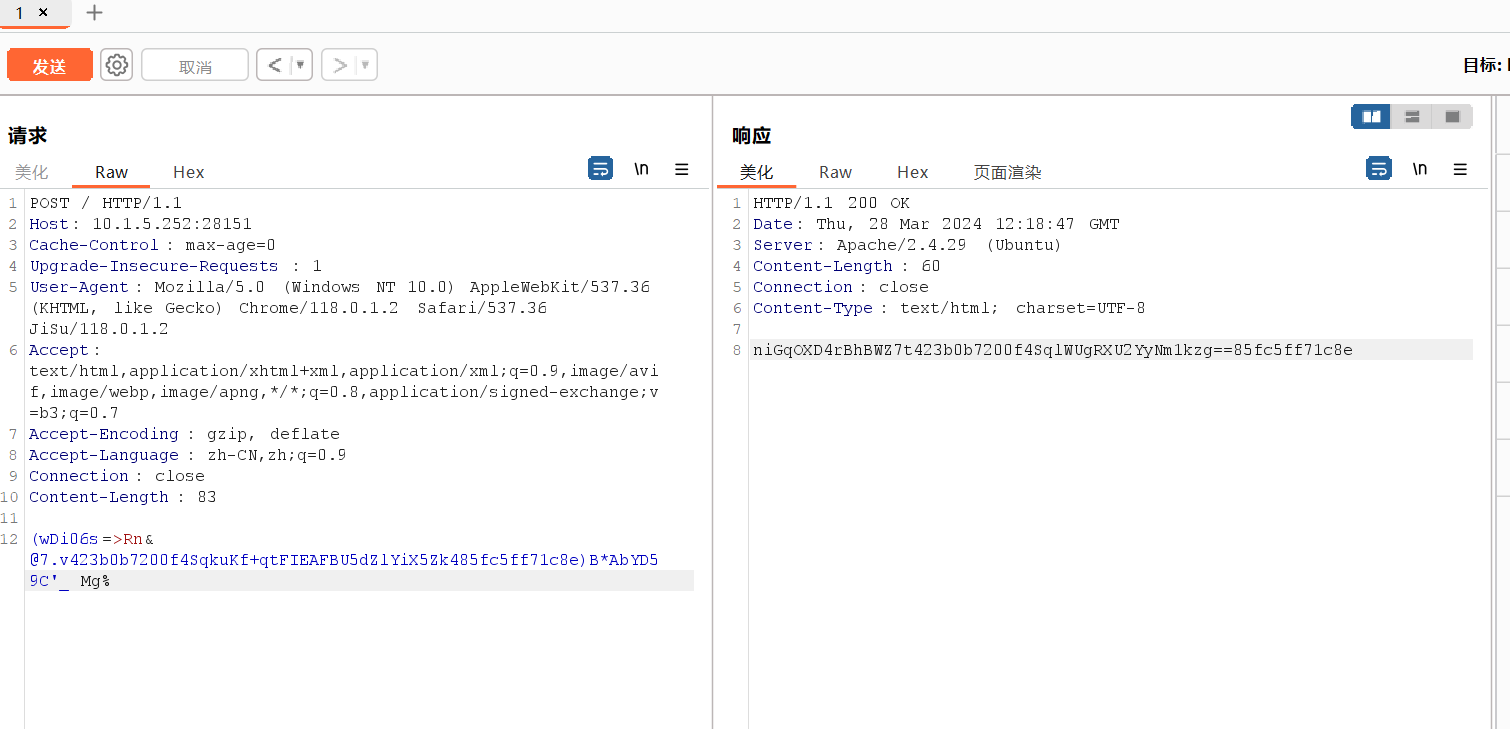 1 ×
+
发送
取消
<
>
目标:
请求
美化
Raw
Hex
\n
1 POST / HTTP/1.1
2 Host: 10.1.5.252:28151
3 Cache-Control: max-age=0
4 Upgrade-Insecure-Requests: 1
5 User-Agent: Mozilla/5.0 (Windows NT 10.0) AppleWebKit/537.36
(KHTML, like Gecko) Chrome/118.0.1.2 Safari/537.36
JiSu/118.0.1.2
6 Accept:
text/html,application/xhtml+xml,application/xml;q=0.9,image/avi
f,image/webp,image/apng,*/*;q=0.8,application/signed-exchange;v
=b3;q=0.7
7 Accept-Encoding: gzip, deflate
8 Accept-Language: zh-CN,zh;q=0.9
9 Connection: close
10 Content-Length: 83
11
12 (wDi06s=>Rn&
@7.v423b0b7200f4SqkuKf+qtFIEAFBU5dZlYiX5Zk485fc5ff71c8e)B*AbYD5
9C'_ Mg%
响应
美化
Raw
Hex
页面渲染
\n
1 HTTP/1.1 200 OK
2 Date: Thu, 28 Mar 2024 12:18:47 GMT
3 Server: Apache/2.4.29 (Ubuntu)
4 Content-Length: 60
5 Connection: close
6 Content-Type: text/html; charset=UTF-8
7
8 niGqOXD4rBhBWZ7t423b0b7200f4SqlWUgRXU2YyNm1kzg==85fc5ff71c8e